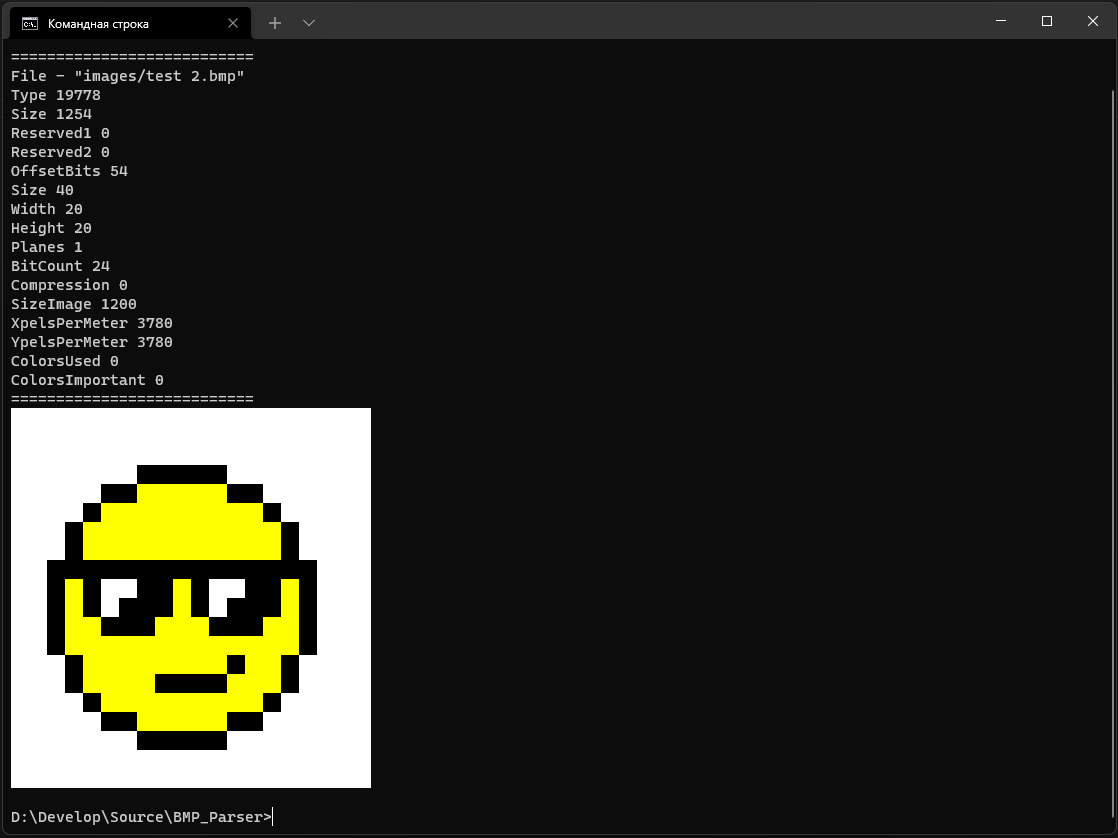 Командная строка
===========================
File - "images/test 2.bmp"
Type 19778
Size 1254
Reserved1 0
Reserved2 0
OffsetBits 54
Size 40
Width 20
Height 20
Planes 1
BitCount 24
Compression 0
SizeImage 1200
XpelsPerMeter 3780
YpelsPerMeter 3780
ColorsUsed 0
ColorsImportant 0
===========================
D:\Develop\Source\BMP_Parser>